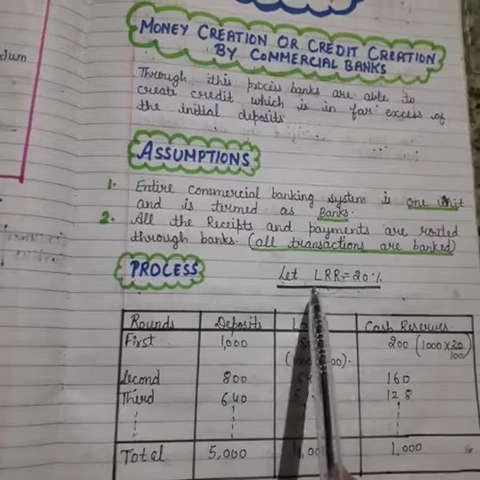 MONEY CREATION OR CREDIT CREATION
BY COMMERCIAL BANKS
Through this process banks are able to
create credit which is in far excess of
the initial deposits
ASSUMPTIONS
1. Entire commercial banking system is one unit
and is termed as Banks.
2. All the Receipts and payments are routed
through banks. (all transactions are banked)
PROCESS Let LRR=20%
Rounds Deposits Cash Reserves
First 1,000 200 (1000×20/100)
Second 800 160
Third 640 128
Total 5,000 1,000